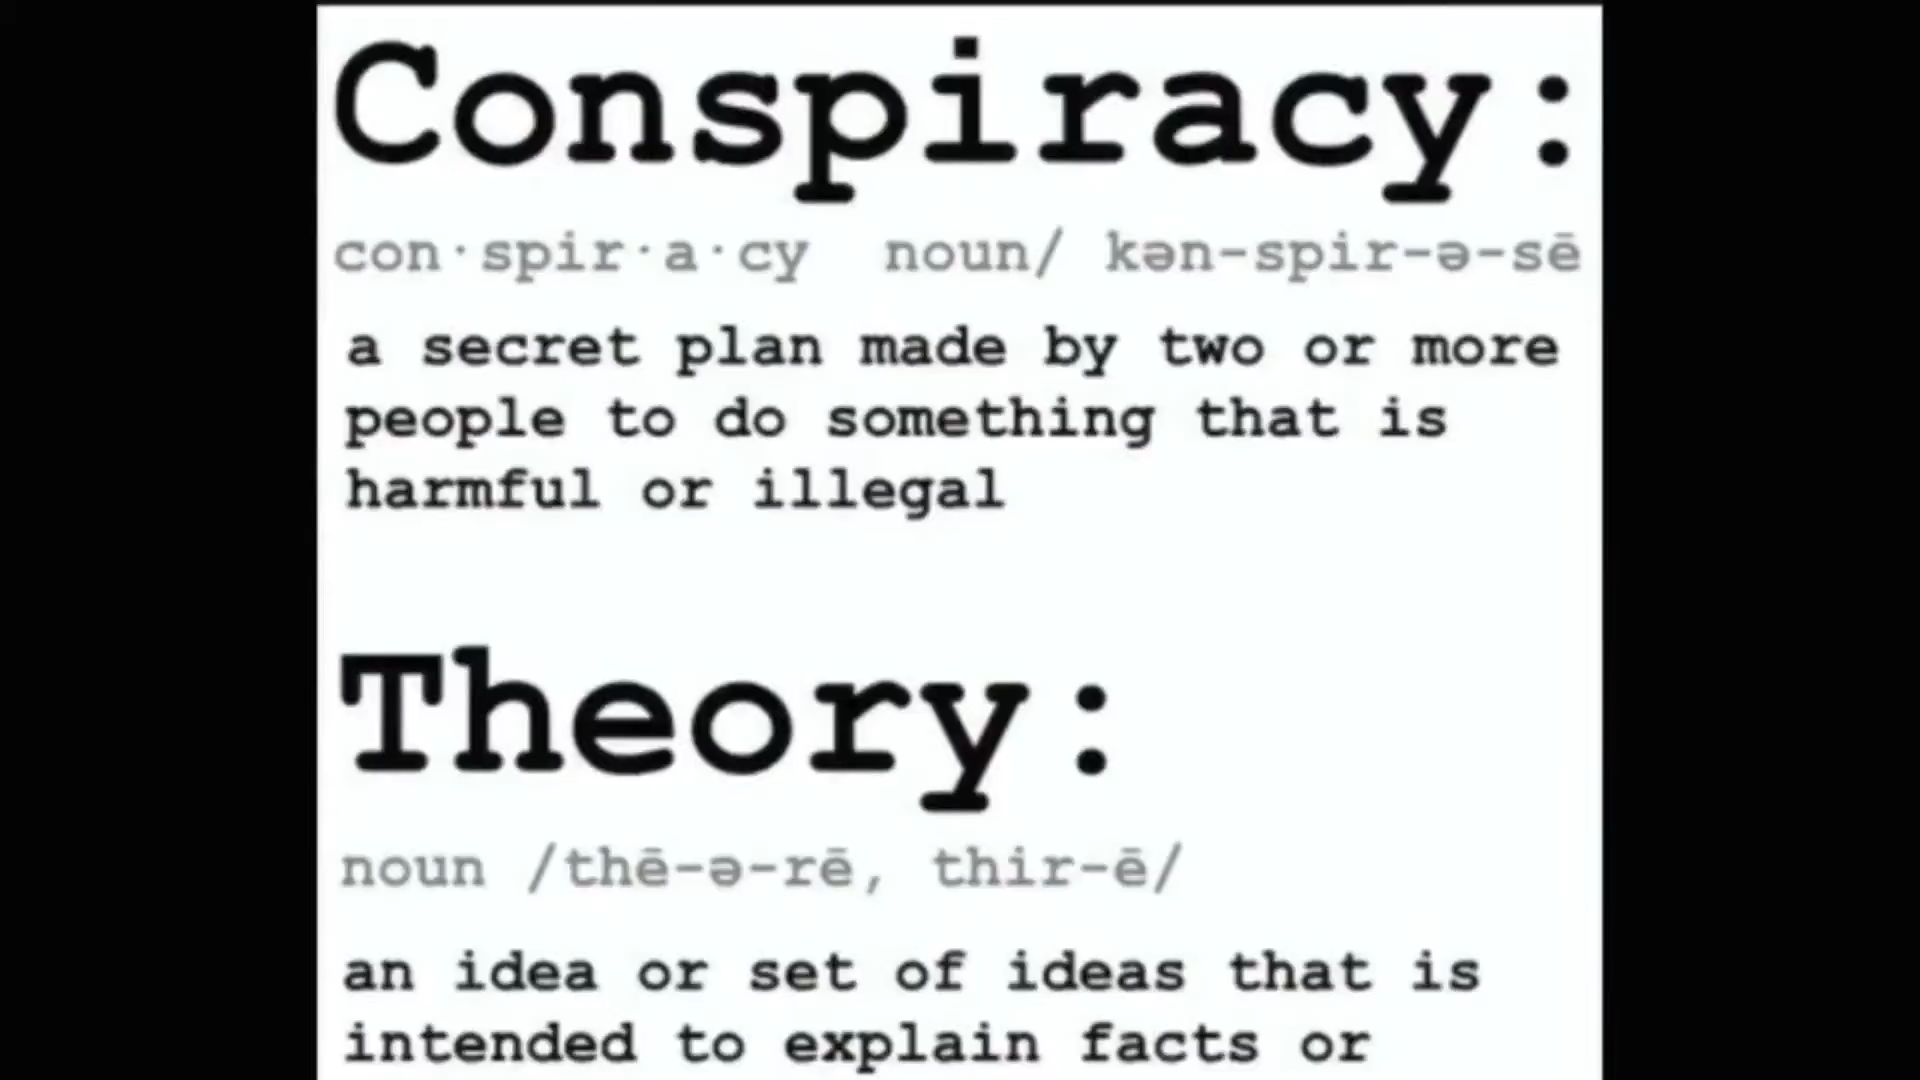 Conspiracy:
con·spir·a·cy noun/ kən-spir-ə-sē
a secret plan made by two or more
people to do something that is
harmful or illegal
Theory:
noun /thē-ə-rē, thir-ē/
an idea or set of ideas that is
intended to explain facts or